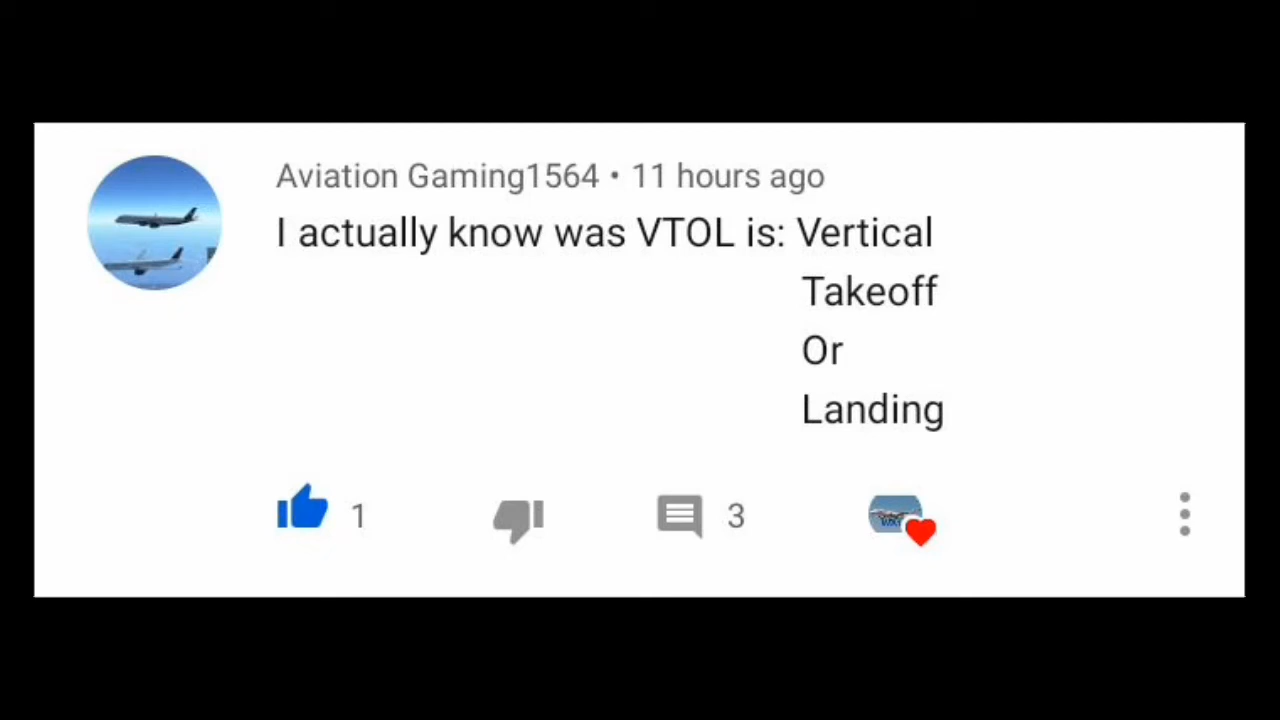 Aviation Gaming1564 • 11 hours ago
I actually know was VTOL is: Vertical
Takeoff
Or
Landing
1
3